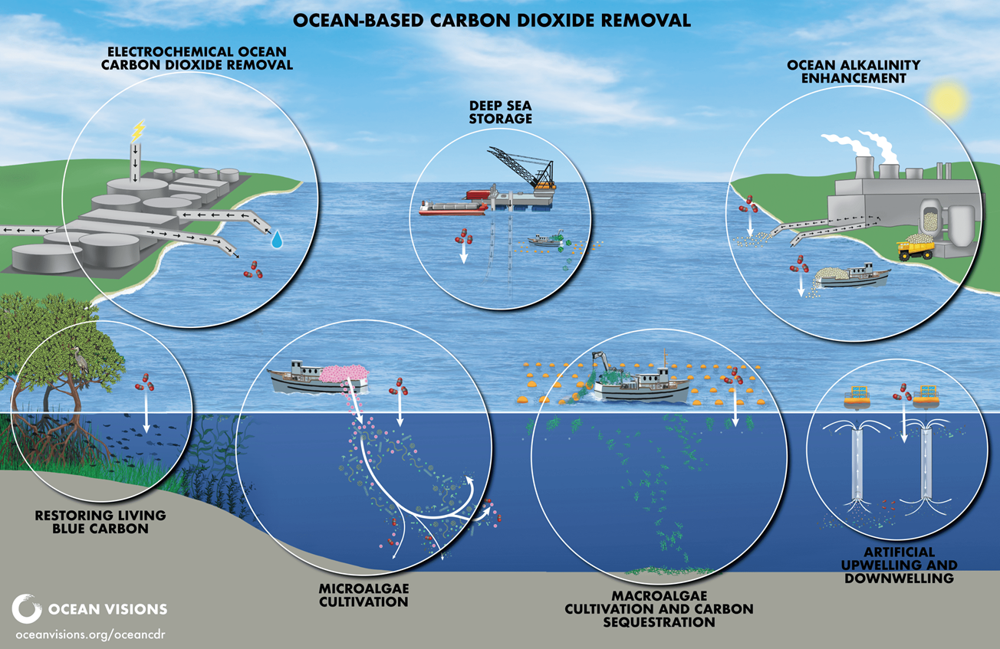 OCEAN-BASED CARBON DIOXIDE REMOVAL
ELECTROCHEMICAL OCEAN
CARBON DIOXIDE REMOVAL
DEEP SEA
STORAGE
OCEAN ALKALINITY
ENHANCEMENT
RESTORING LIVING
BLUE CARBON
MICROALGAE
CULTIVATION
MACROALGAE
CULTIVATION AND CARBON
SEQUESTRATION
ARTIFICIAL
UPWELLING AND
DOWNWELLING
OCEAN VISIONS
oceanvisions.org/oceancdr